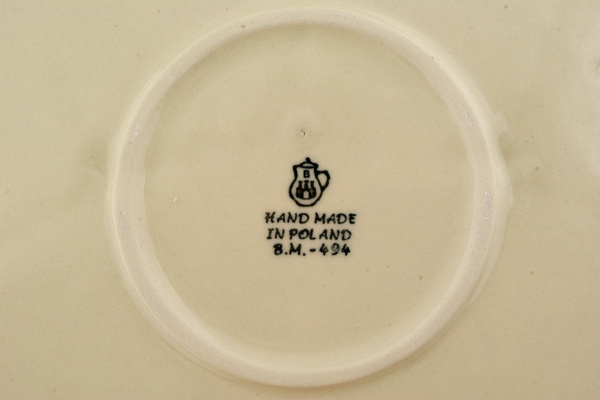 B
HAND MADE
IN POLAND
B.M.-494